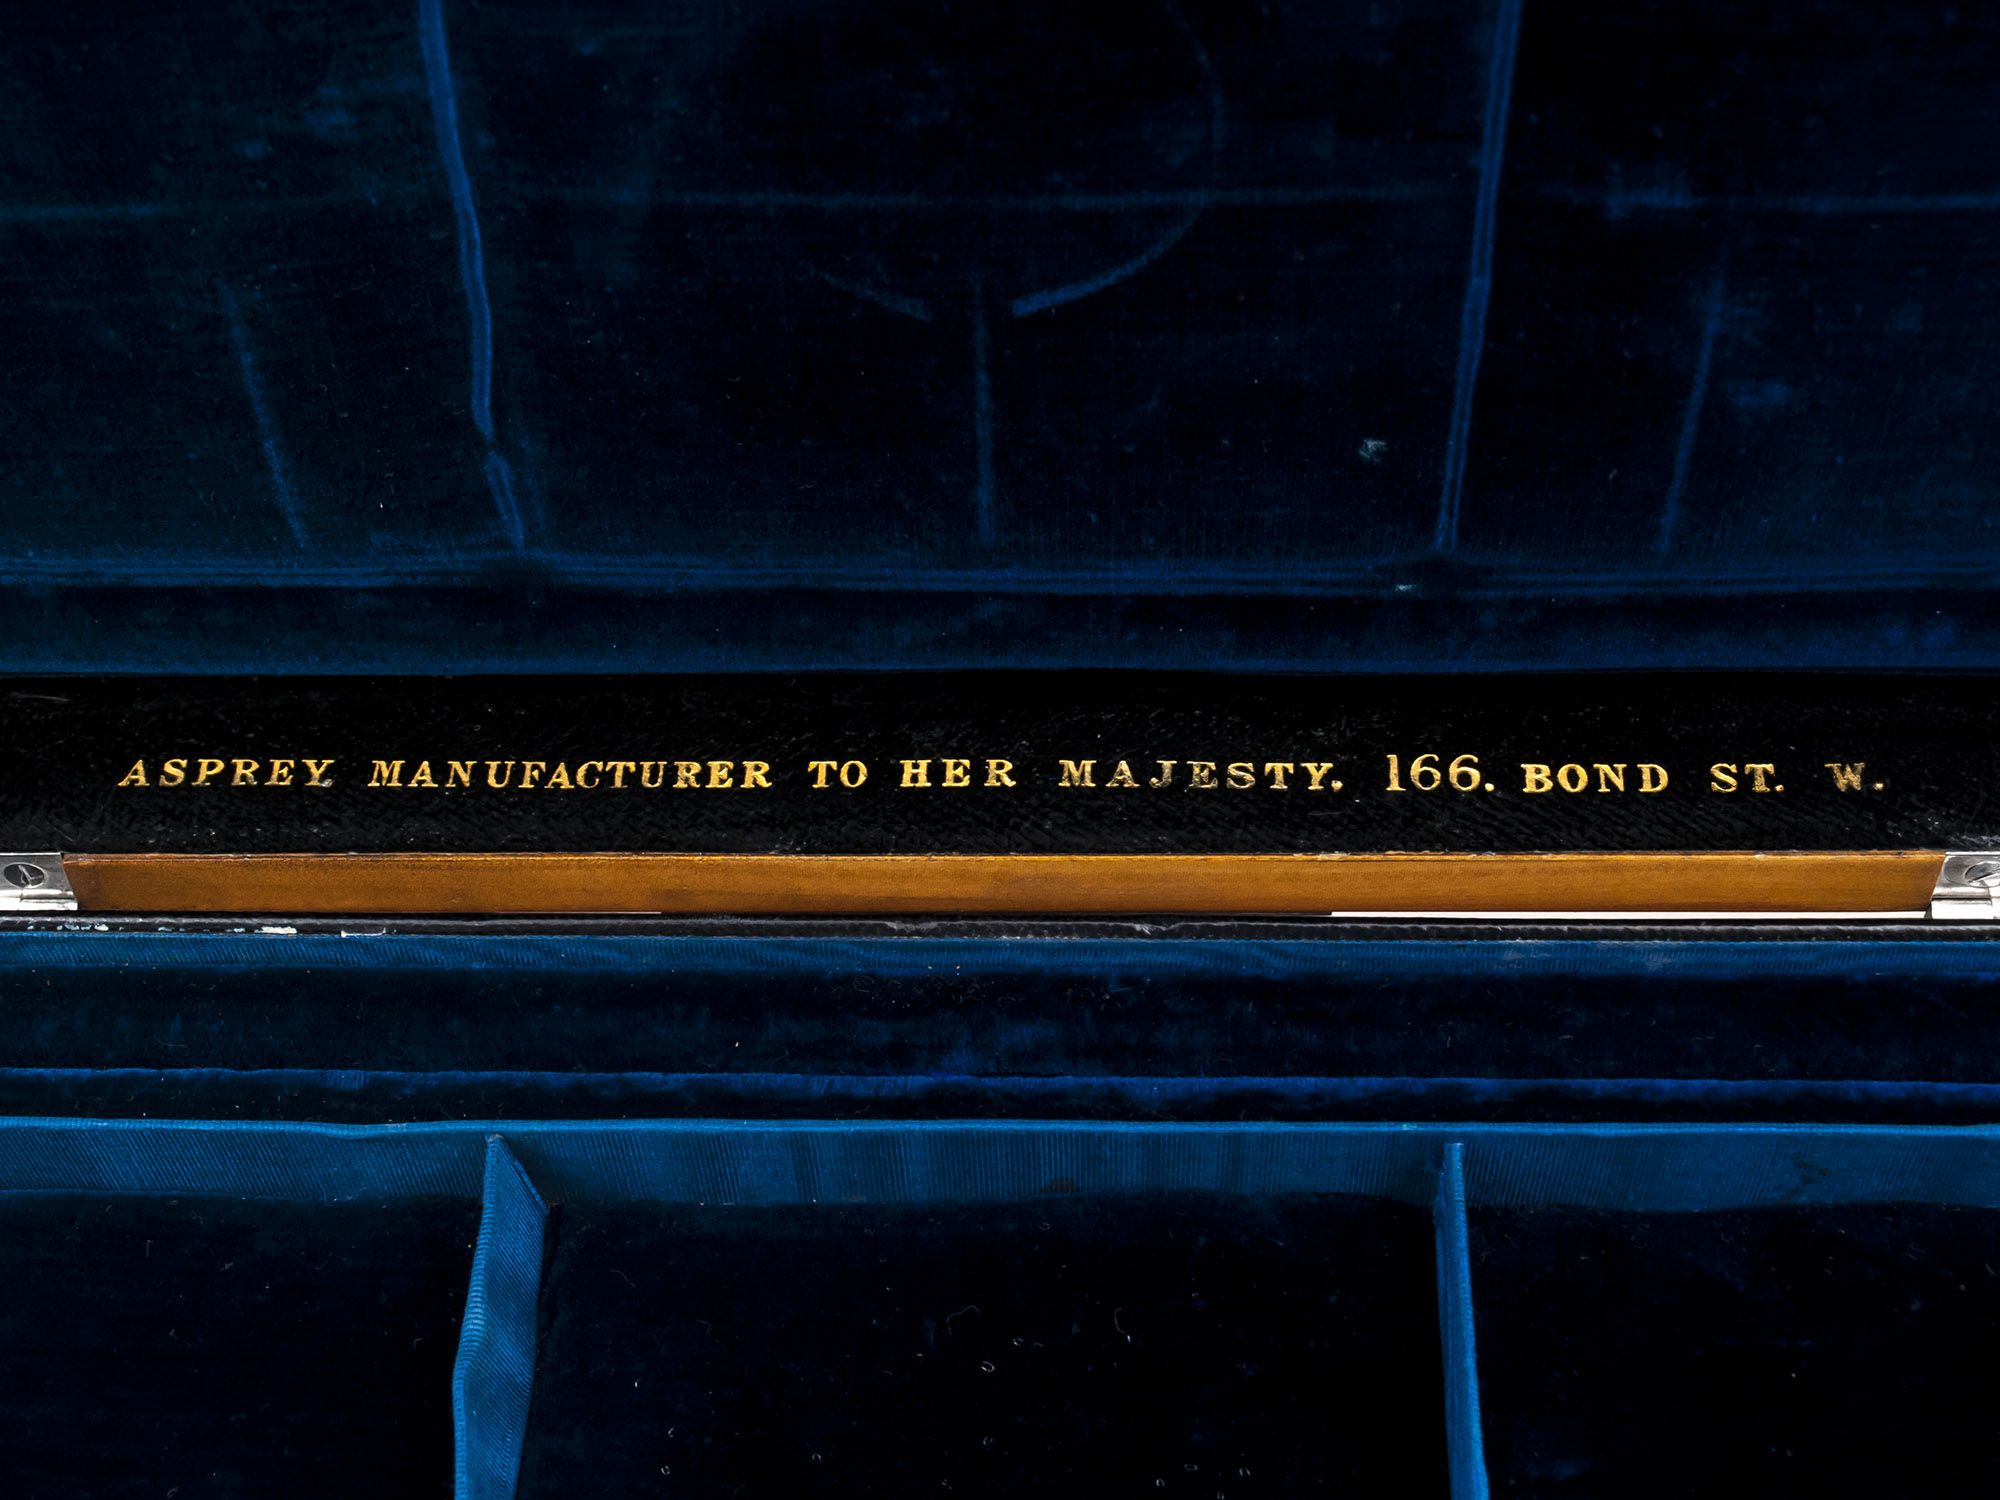 ASPREY MANUFACTURER TO HER MAJESTY. 166. BOND ST. W.